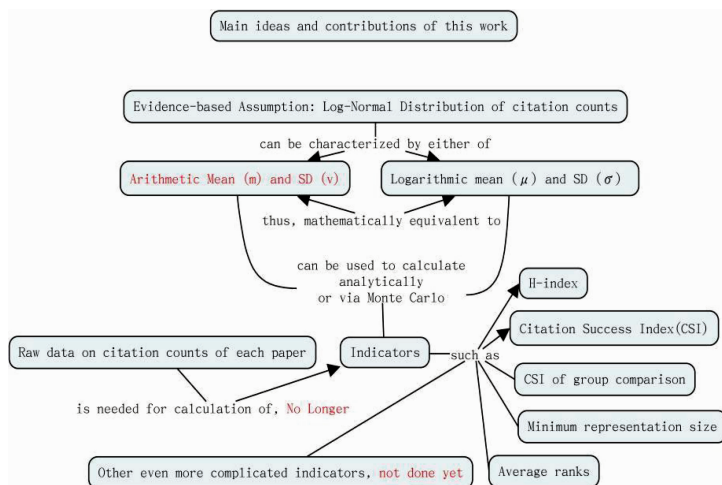 Main ideas and contributions of this work
Evidence-based Assumption: Log-Normal Distribution of citation counts
can be characterized by either of
Arithmetic Mean (m) and SD (v)
Logarithmic mean (μ) and SD (σ)
thus, mathematically equivalent to
can be used to calculate
analytically
or via Monte Carlo
H-index
Citation Success Index(CSI)
Raw data on citation counts of each paper
Indicators
such as
CSI of group comparison
is needed for calculation of, No Longer
Minimum representation size
Other even more complicated indicators, not done yet
Average ranks